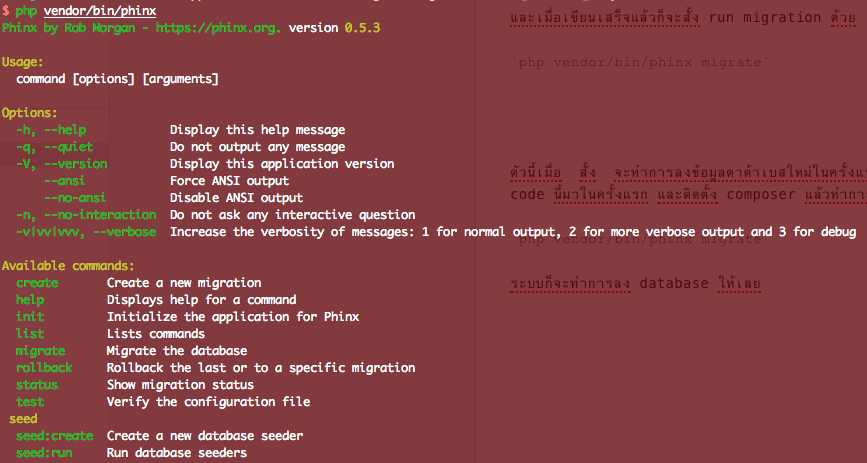 $ php vendor/bin/phinx
Phinx by Rob Morgan - https://phinx.org. version 0.5.3
Usage:
command [options] [arguments]
Options:
-h, --help Display this help message
-q, --quiet Do not output any message
-V, --version Display this application version
--ansi Force ANSI output
--no-ansi Disable ANSI output
-n, --no-interaction Do not ask any interactive question
-v|vv|vvv, --verbose Increase the verbosity of messages: 1 for normal output, 2 for more verbose output and 3 for debug
Available commands:
create Create a new migration
help Displays help for a command
init Initialize the application for Phinx
list Lists commands
migrate Migrate the database
rollback Rollback the last or to a specific migration
status Show migration status
test Verify the configuration file
seed
seed:create Create a new database seeder
seed:run Run database seeders
และเมื่อเขียนเสร็จแล้วก็จะสั้ง run migration ด้วย
`php vendor/bin/phinx migrate`
ตัวนี้เมื่อ สั้ง จะทำการลงข้อมูลดาต้าเบสใหม่ในครั้งแร
code นี้มาในครั้งแรก และติดตั้ง composer แล้วทำกา
php vendor/bin/phinx migrate
ระบบก็จะทำการลง database ให้เลย